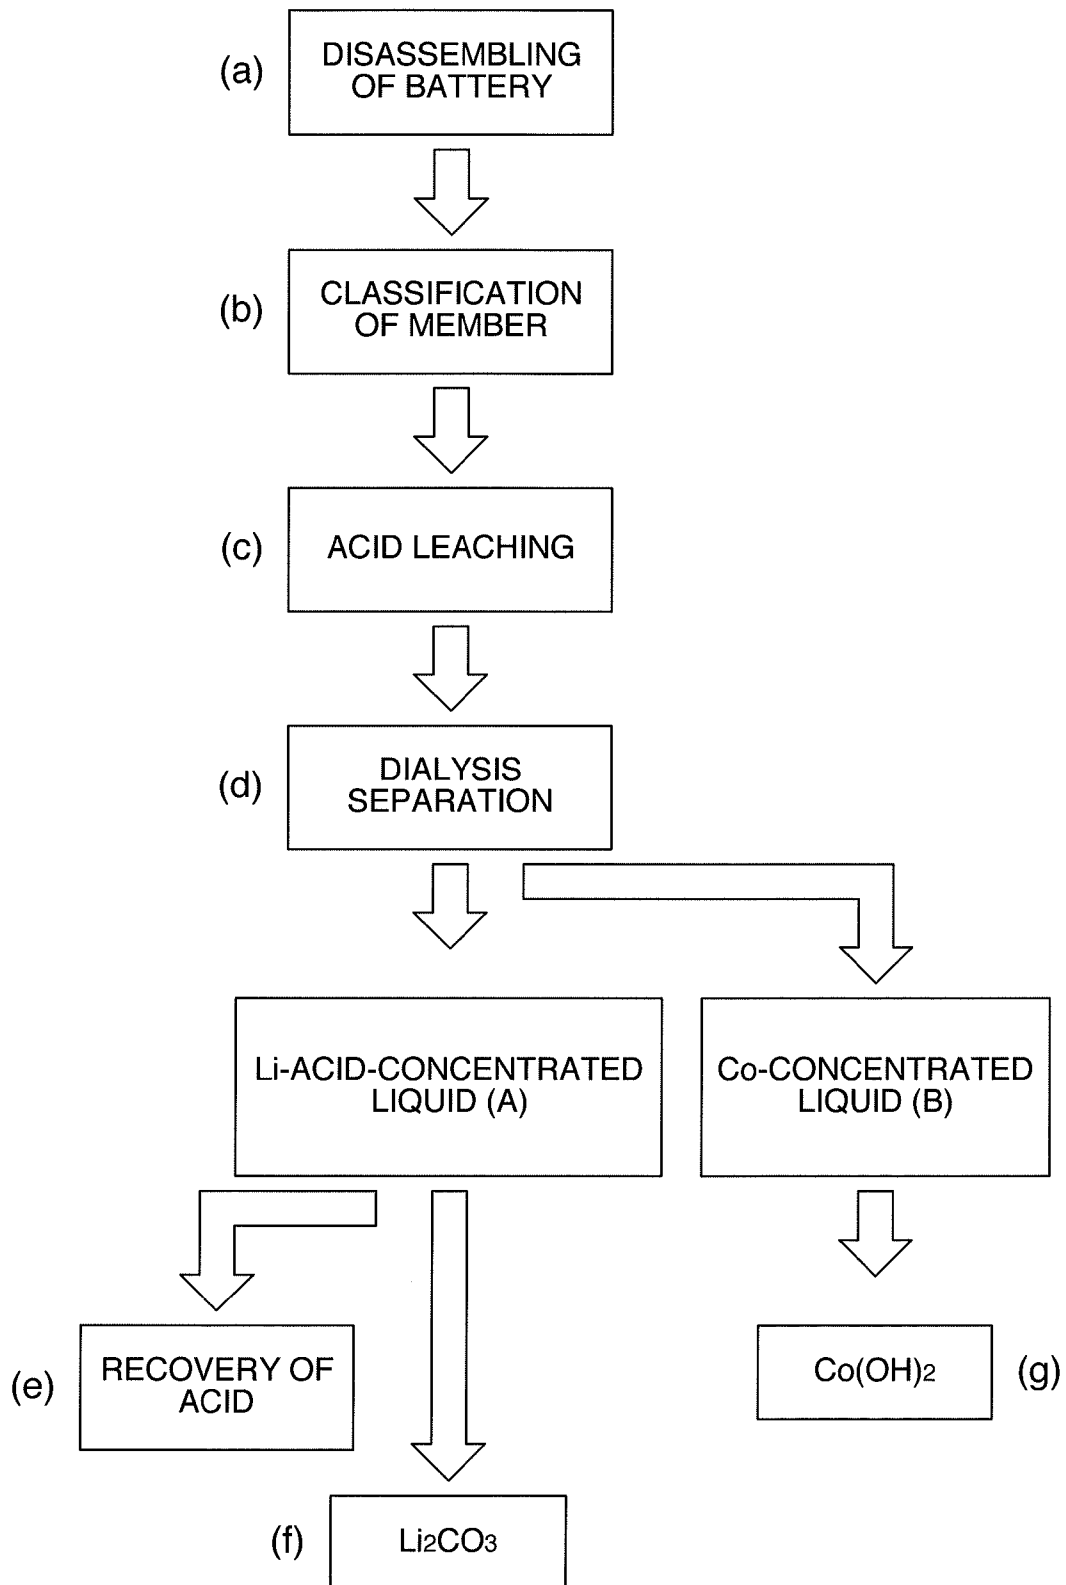 (a)
DISASSEMBLING
OF BATTERY
(b)
CLASSIFICATION
OF MEMBER
(c)
ACID LEACHING
(d)
DIALYSIS
SEPARATION
Li-ACID-CONCENTRATED
LIQUID (A)
Co-CONCENTRATED
LIQUID (B)
(e)
RECOVERY OF
ACID
Co(OH)2
(g)
(f)
Li2CO3